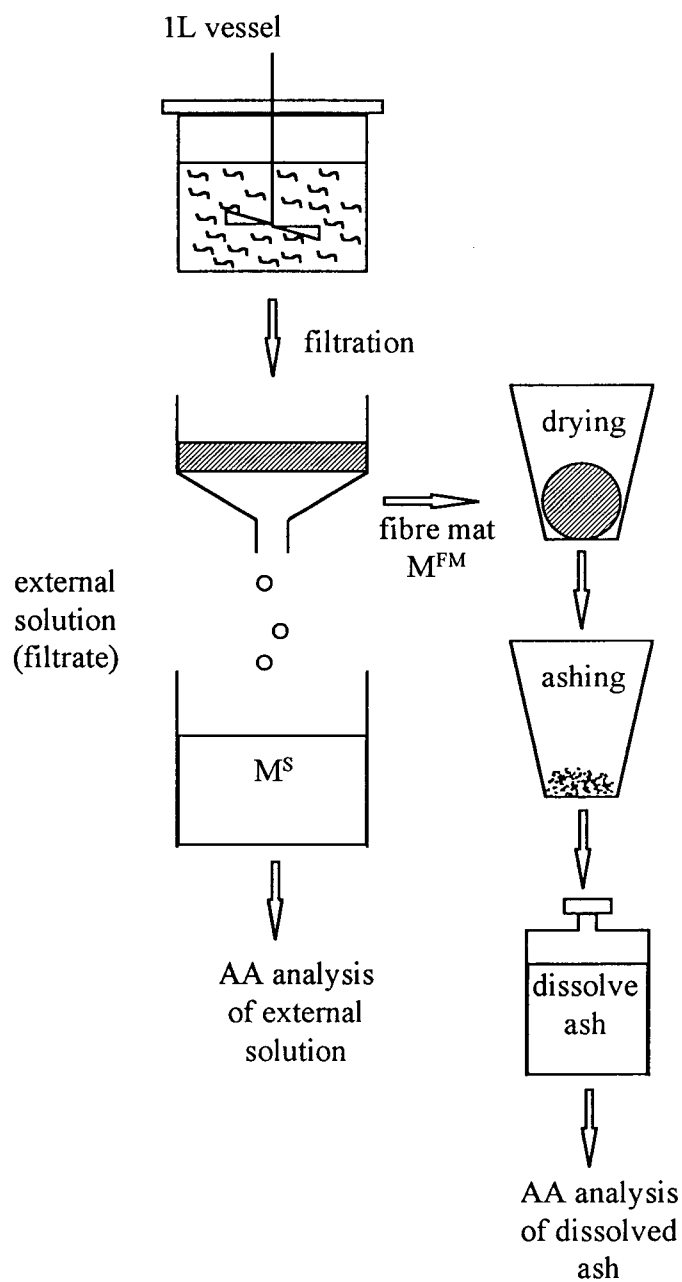 1L vessel
filtration
drying
fibre mat
M^FM
external
solution
(filtrate)
ashing
M^S
AA analysis
of external
solution
dissolve
ash
AA analysis
of dissolved
ash